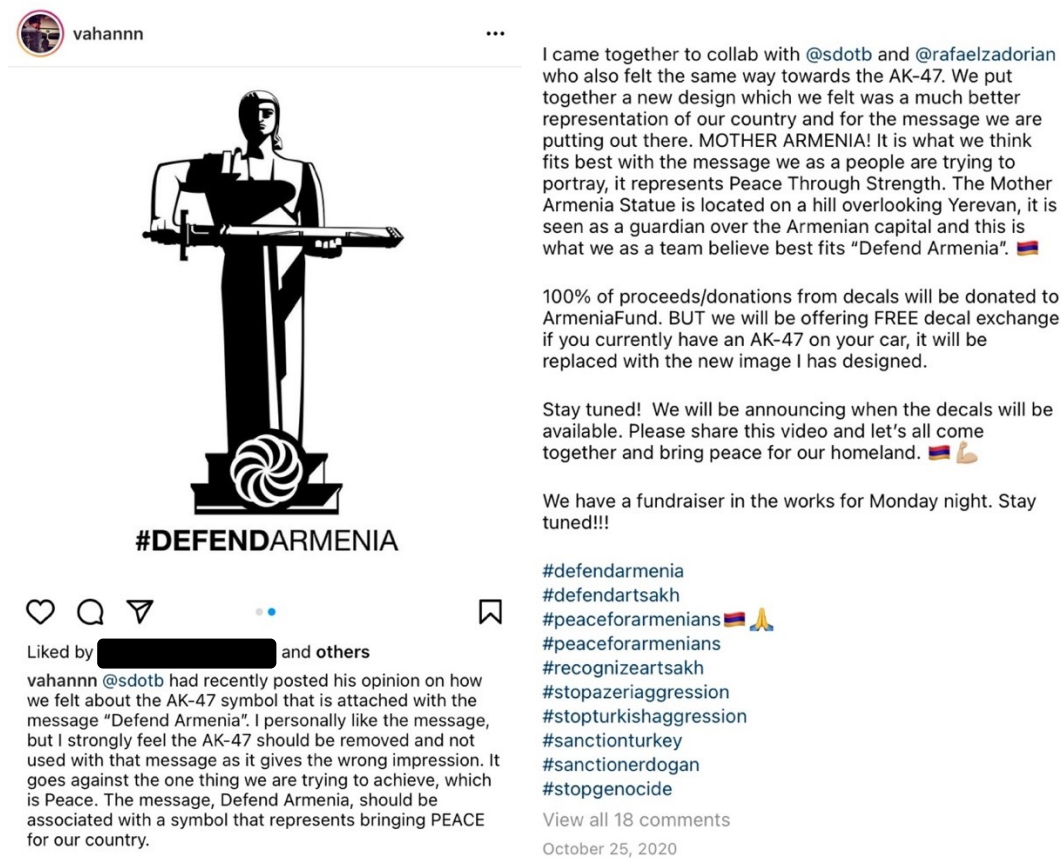 vahannn
#DEFENDARMENIA
Liked by
and others
vahannn @sdotb had recently posted his opinion on how
we felt about the AK-47 symbol that is attached with the
message “Defend Armenia”. I personally like the message,
but I strongly feel the AK-47 should be removed and not
used with that message as it gives the wrong impression. It
goes against the one thing we are trying to achieve, which
is Peace. The message, Defend Armenia, should be
associated with a symbol that represents bringing PEACE
for our country.
I came together to collab with @sdotb and @rafaelzadorian
who also felt the same way towards the AK-47. We put
together a new design which we felt was a much better
representation of our country and for the message we are
putting out there. MOTHER ARMENIA! It is what we think
fits best with the message we as a people are trying to
portray, it represents Peace Through Strength. The Mother
Armenia Statue is located on a hill overlooking Yerevan, it is
seen as a guardian over the Armenian capital and this is
what we as a team believe best fits “Defend Armenia”. 🇦🇲
100% of proceeds/donations from decals will be donated to
ArmeniaFund. BUT we will be offering FREE decal exchange
if you currently have an AK-47 on your car, it will be
replaced with the new image I has designed.
Stay tuned!  We will be announcing when the decals will be
available. Please share this video and let’s all come
together and bring peace for our homeland. 🇦🇲 💪🏼
We have a fundraiser in the works for Monday night. Stay
tuned!!!
#defendarmenia
#defendartsakh
#peaceforarmenians🇦🇲🙏
#peaceforarmenians
#recognizeartsakh
#stopazeriaggression
#stopturkishaggression
#sanctionturkey
#sanctionerdogan
#stopgenocide
View all 18 comments
October 25, 2020